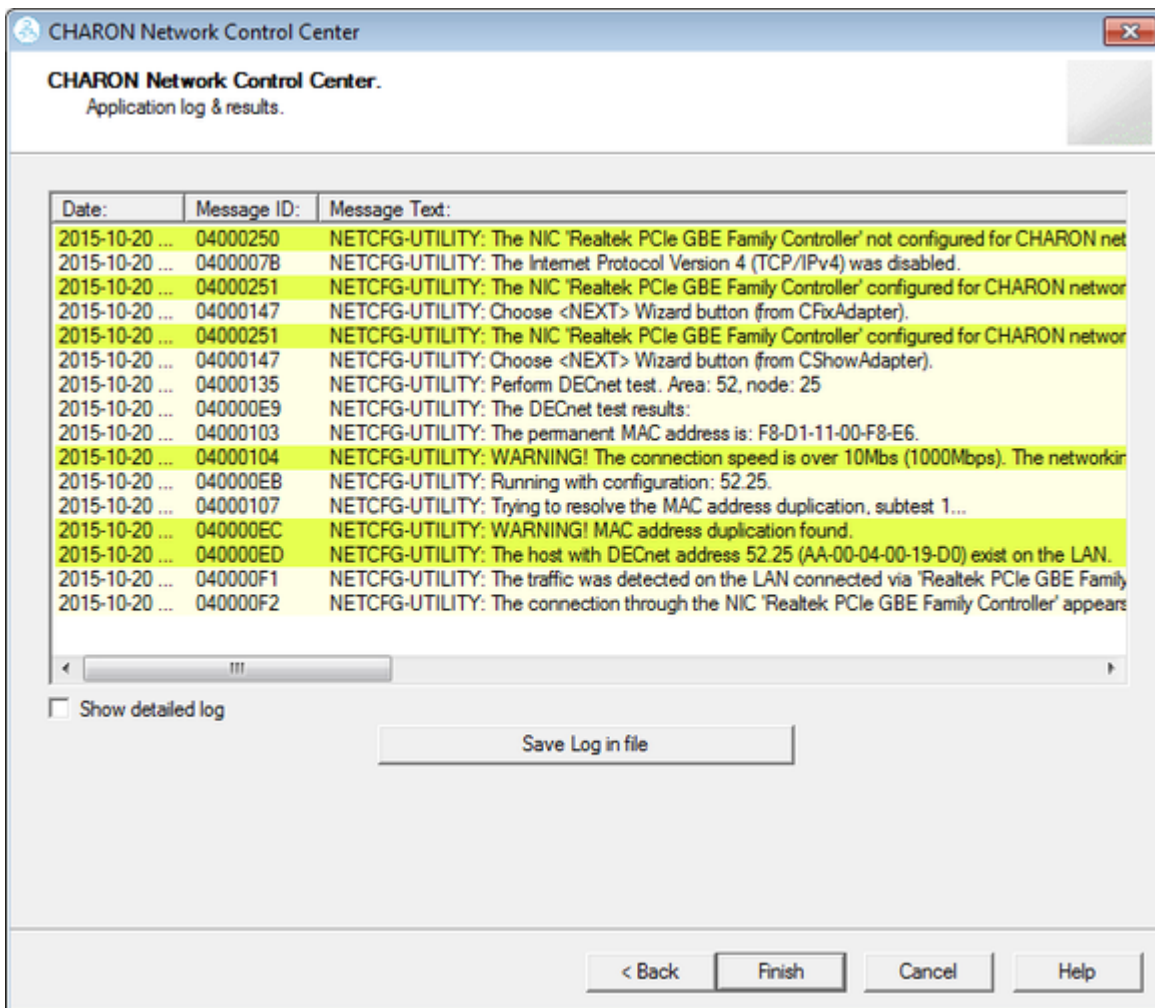 CHARON Network Control Center
CHARON Network Control Center.
Application log & results.
Date: Message ID: Message Text:
2015-10-20 ... 04000250 NETCFG-UTILITY: The NIC 'Realtek PCIe GBE Family Controller' not configured for CHARON net
2015-10-20 ... 0400007B NETCFG-UTILITY: The Internet Protocol Version 4 (TCP/IPv4) was disabled.
2015-10-20 ... 04000251 NETCFG-UTILITY: The NIC 'Realtek PCIe GBE Family Controller' configured for CHARON networ
2015-10-20 ... 04000147 NETCFG-UTILITY: Choose <NEXT> Wizard button (from CFixAdapter).
2015-10-20 ... 04000251 NETCFG-UTILITY: The NIC 'Realtek PCIe GBE Family Controller' configured for CHARON networ
2015-10-20 ... 04000147 NETCFG-UTILITY: Choose <NEXT> Wizard button (from CShowAdapter).
2015-10-20 ... 04000135 NETCFG-UTILITY: Perform DECnet test. Area: 52, node: 25
2015-10-20 ... 040000E9 NETCFG-UTILITY: The DECnet test results:
2015-10-20 ... 04000103 NETCFG-UTILITY: The permanent MAC address is: F8-D1-11-00-F8-E6.
2015-10-20 ... 04000104 NETCFG-UTILITY: WARNING! The connection speed is over 10Mbs (1000Mbps). The networkin
2015-10-20 ... 040000EB NETCFG-UTILITY: Running with configuration: 52.25.
2015-10-20 ... 04000107 NETCFG-UTILITY: Trying to resolve the MAC address duplication, subtest 1...
2015-10-20 ... 040000EC NETCFG-UTILITY: WARNING! MAC address duplication found.
2015-10-20 ... 040000ED NETCFG-UTILITY: The host with DECnet address 52.25 (AA-00-04-00-19-D0) exist on the LAN.
2015-10-20 ... 040000F1 NETCFG-UTILITY: The traffic was detected on the LAN connected via 'Realtek PCIe GBE Family
2015-10-20 ... 040000F2 NETCFG-UTILITY: The connection through the NIC 'Realtek PCIe GBE Family Controller' appears
Show detailed log
Save Log in file
< Back Finish Cancel Help